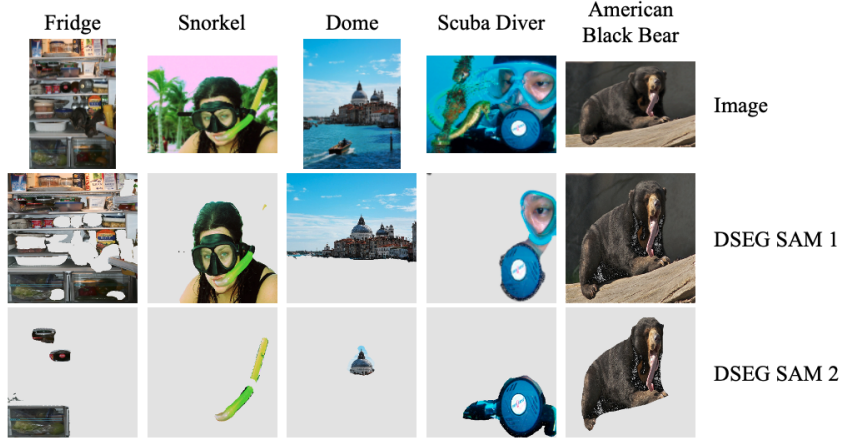 Fridge
Snorkel
Dome
Scuba Diver
American
Black Bear
Image
DSEG SAM 1
DSEG SAM 2